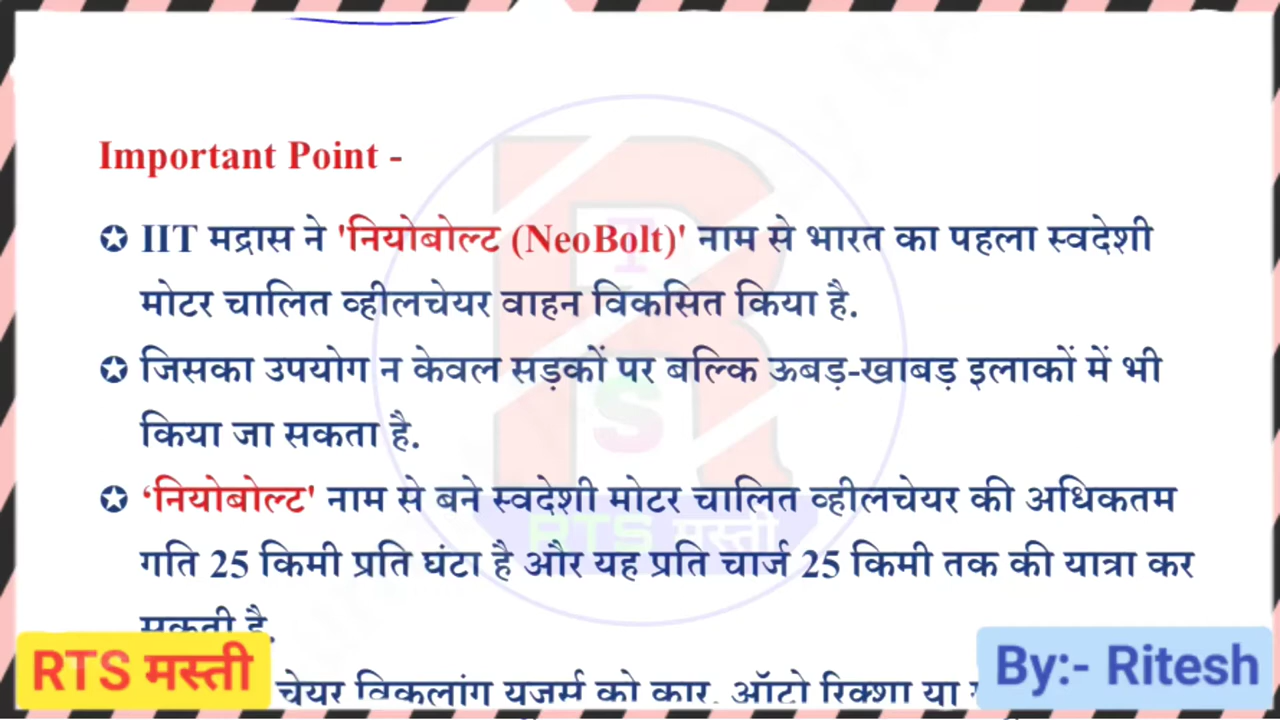 Important Point -
✪ IIT मद्रास ने 'नियोबोल्ट (NeoBolt)' नाम से भारत का पहला स्वदेशी
मोटर चालित व्हीलचेयर वाहन विकसित किया है.
✪ जिसका उपयोग न केवल सड़कों पर बल्कि ऊबड़-खाबड़ इलाकों में भी
किया जा सकता है.
✪ ‘नियोबोल्ट' नाम से बने स्वदेशी मोटर चालित व्हीलचेयर की अधिकतम
गति 25 किमी प्रति घंटा है और यह प्रति चार्ज 25 किमी तक की यात्रा कर
सकती है.
चेयर विकलांग यूजर्स को कार, ऑटो रिक्शा या
RTS मस्ती
By:- Ritesh
RTS मस्ती